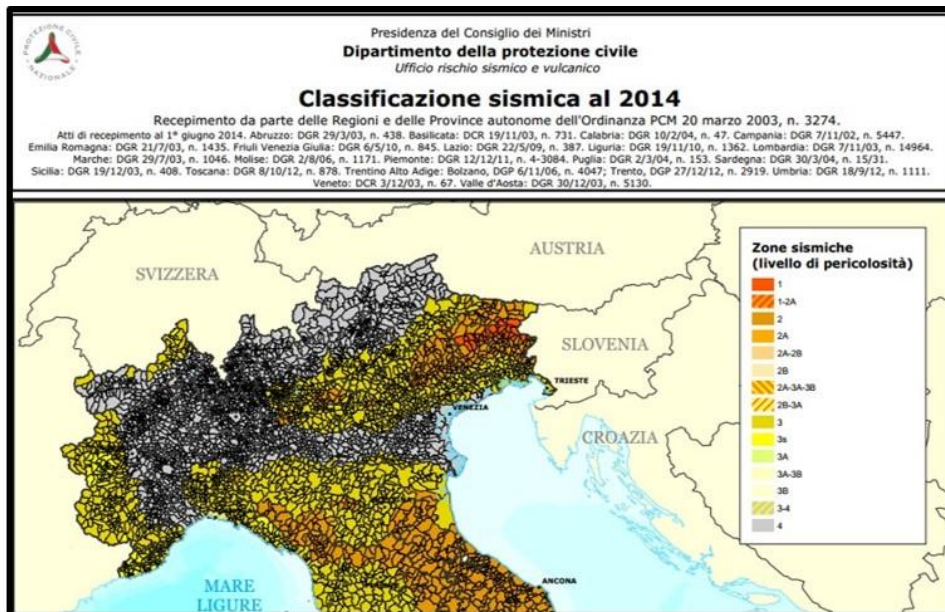 PROTEZIONE CIVILE
NAZIONALE
Presidenza del Consiglio dei Ministri
Dipartimento della protezione civile
Ufficio rischio sismico e vulcanico
Classificazione sismica al 2014
Recepimento da parte delle Regioni e delle Province autonome dell'Ordinanza PCM 20 marzo 2003, n. 3274.
Atti di recepimento al 1° giugno 2014. Abruzzo: DGR 29/3/03, n. 438. Basilicata: DCR 19/11/03, n. 731. Calabria: DGR 10/2/04, n. 47. Campania: DGR 7/11/02, n. 5447.
Emilia Romagna: DGR 21/7/03, n. 1435. Friuli Venezia Giulia: DGR 6/5/10, n. 845. Lazio: DGR 22/5/09, n. 387. Liguria: DGR 19/11/10, n. 1362. Lombardia: DGR 7/11/03, n. 14964.
Marche: DGR 29/7/03, n. 1046. Molise: DGR 2/8/06, n. 1171. Piemonte: DGR 12/12/11, n. 4-3084. Puglia: DGR 2/3/04, n. 153. Sardegna: DGR 30/3/04, n. 15/31.
Sicilia: DGR 19/12/03, n. 408. Toscana: DGR 8/10/12, n. 878. Trentino Alto Adige: Bolzano, DGP 6/11/06, n. 4047; Trento, DGP 27/12/12, n. 2919. Umbria: DGR 18/9/12, n. 1111.
Veneto: DCR 3/12/03, n. 67. Valle d'Aosta: DGR 30/12/03, n. 5130.
AUSTRIA
SVIZZERA
SLOVENIA
TRIESTE
VENEZIA
CROAZIA
ANCONA
MARE
LIGURE
Zone sismiche
(livello di pericolosità)
1
1-2A
2
2A
2A-2B
2B
2A-3A-3B
2B-3A
3
3s
3A
3A-3B
3B
3-4
4